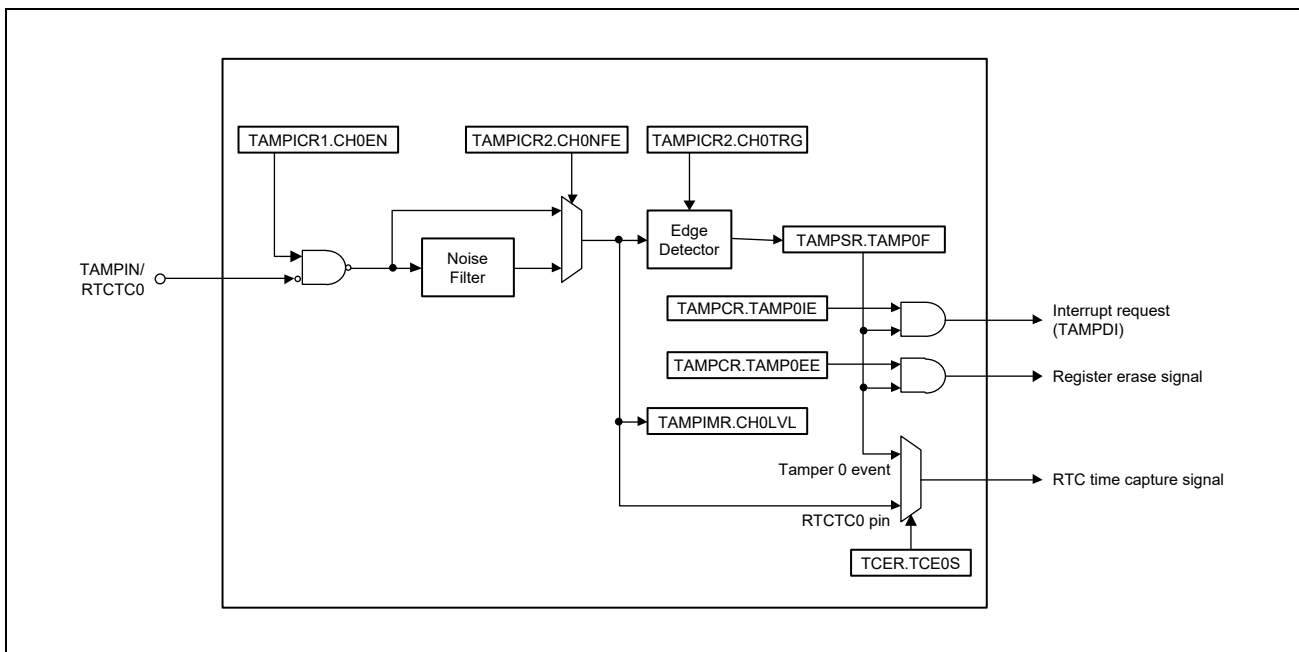 TAMPICR1.CH0EN
TAMPICR2.CH0NFE
TAMPICR2.CH0TRG
TAMPIN/
RTCTC0
Noise
Filter
Edge
Detector
TAMPSR.TAMP0F
TAMPCR.TAMP0IE
Interrupt request
(TAMPDI)
TAMPCR.TAMP0EE
Register erase signal
TAMPIMR.CH0LVL
Tamper 0 event
RTC time capture signal
RTCTC0 pin
TCER.TCE0S